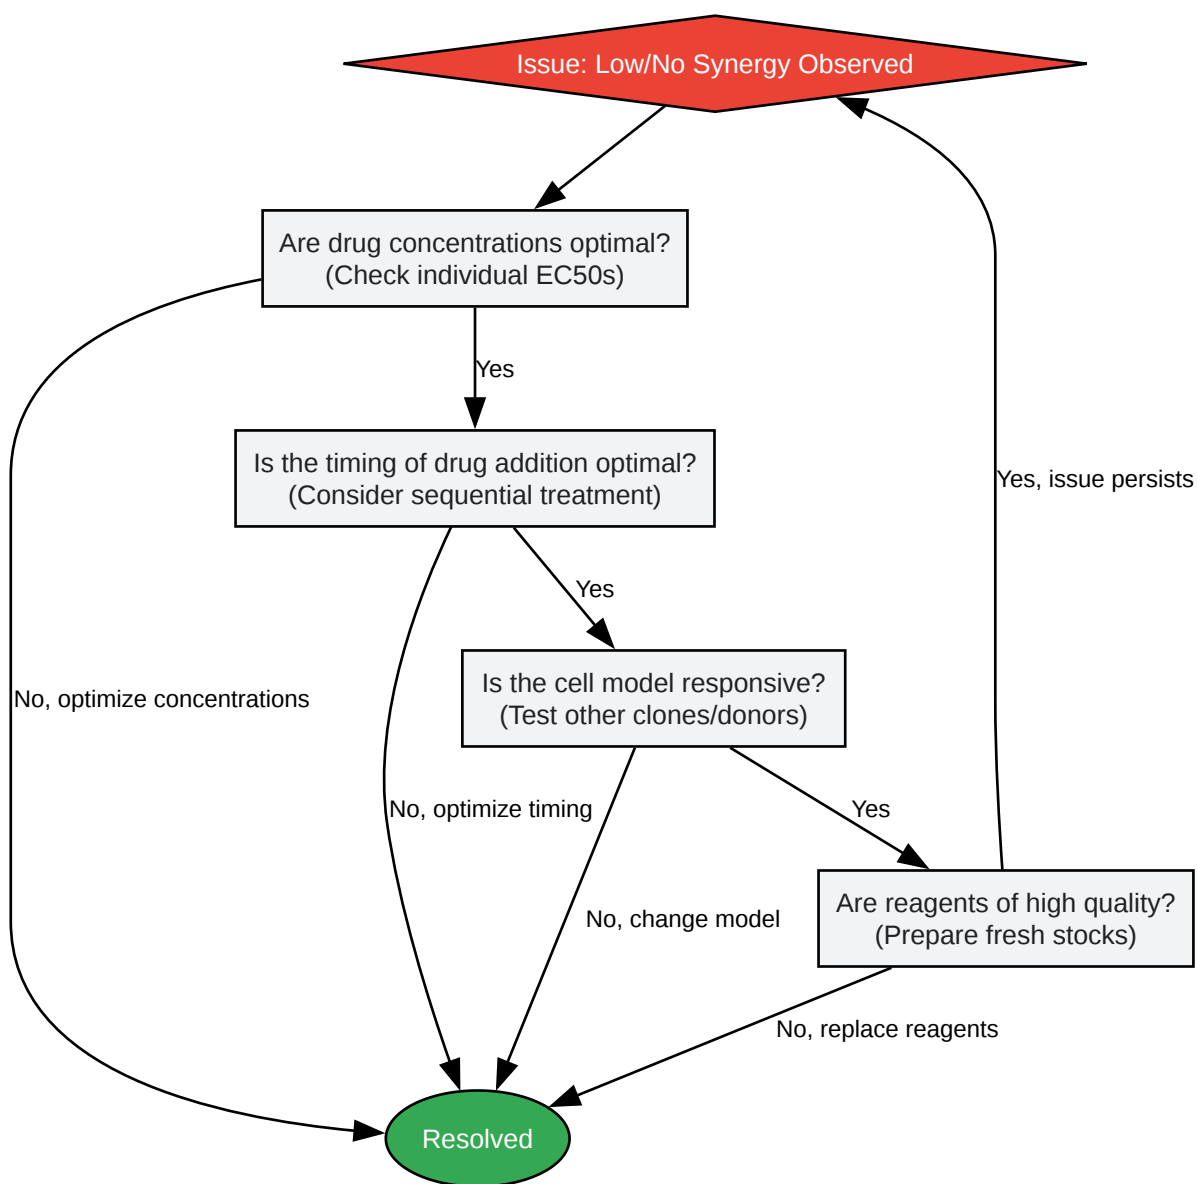 Issue: Low/No Synergy Observed
Are drug concentrations optimal?
(Check individual EC50s)
Yes
Is the timing of drug addition optimal?
(Consider sequential treatment)
Yes, issue persists
Yes
Is the cell model responsive?
(Test other clones/donors)
No, optimize concentrations
No, optimize timing
Yes
Are reagents of high quality?
(Prepare fresh stocks)
No, change model
No, replace reagents
Resolved